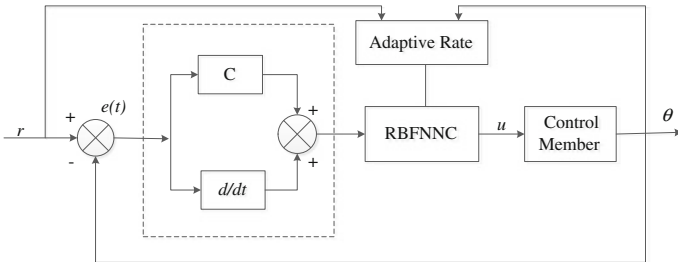 Adaptive Rate
C
e(t)
+
+
r
RBFNNC
u
Control
Member
θ
-
+
d/dt